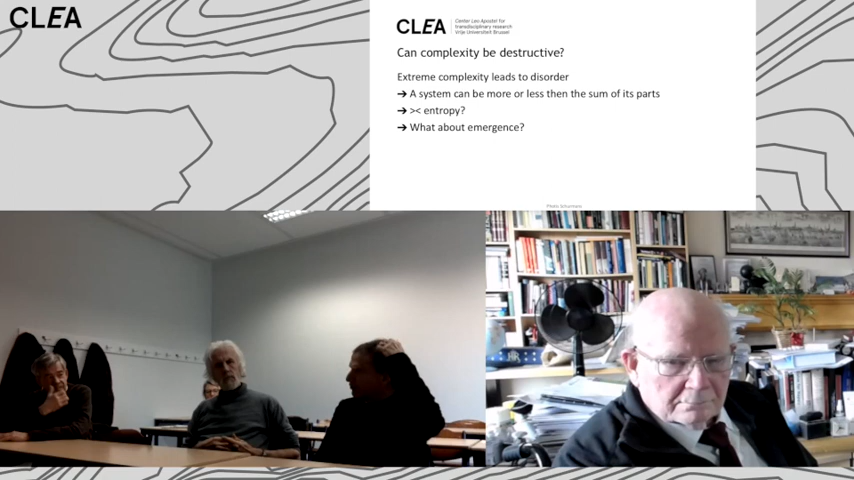 CLEA
CLEA
Center Leo Apostel for
transdisciplinary research
Vrije Universiteit Brussel
Can complexity be destructive?
Extreme complexity leads to disorder
➔ A system can be more or less then the sum of its parts
➔ >< entropy?
➔ What about emergence?